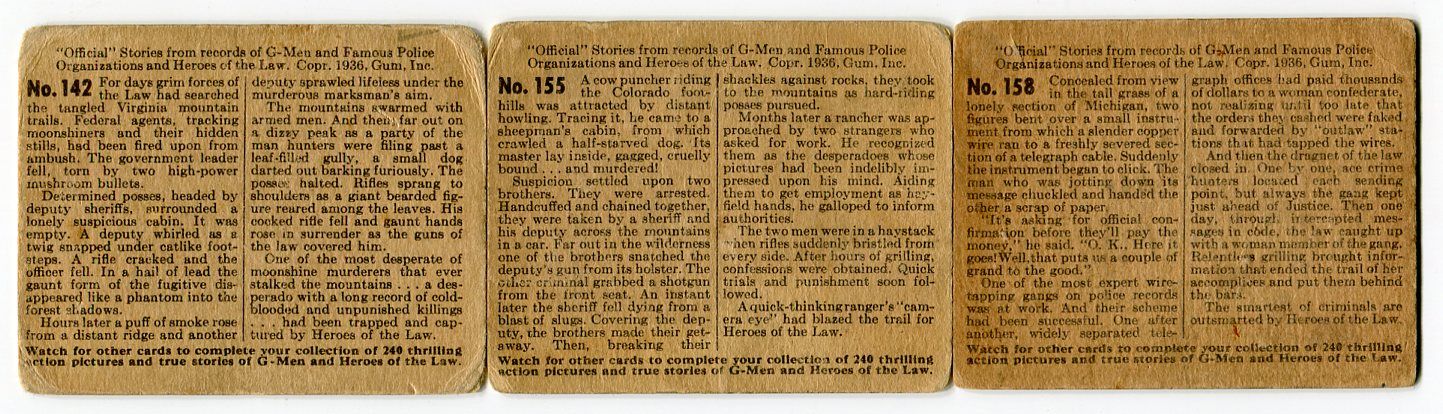 "Official" Stories from records of G-Men and Famous Police
Organizations and Heroes of the Law. Copr. 1936, Gum, Inc.
No. 142 For days grim forces of
the Law had searched
the tangled Virginia mountain
trails. Federal agents, tracking
moonshiners and their hidden
stills, had been fired upon from
ambush. The government leader
fell, torn by two high-power
mushroom bullets.
Determined posses, headed by
deputy sheriffs, surrounded a
lonely suspicious cabin. It was
empty. A deputy whirled as a
twig snapped under catlike foot-
steps. A rifle cracked and the
officer fell. In a hail of lead the
gaunt form of the fugitive dis-
appeared like a phantom into the
forest shadows.
Hours later a puff of smoke rose
from a distant ridge and another
deputy sprawled lifeless under the
murderous marksman's aim.
The mountains swarmed with
armed men. And then, far out on
a dizzy peak as a party of the
man hunters were filing past a
leaf-filled gully, a small dog
darted out barking furiously. The
posse halted. Rifles sprang to
shoulders as a giant bearded fig-
ure reared among the leaves. His
cocked rifle fell and gaunt hands
rose in surrender as the guns of
the law covered him.
One of the most desperate of
moonshine murderers that ever
stalked the mountains . . . a des-
perado with a long record of cold-
blooded and unpunished killings
. . . had been trapped and cap-
tured by Heroes of the Law.
Watch for other cards to complete your collection of 240 thrilling
action pictures and true stories of G-Men and Heroes of the Law.
"Official" Stories from records of G-Men and Famous Police
Organizations and Heroes of the Law. Copr. 1936, Gum, Inc.
No. 155 A cow puncher riding
the Colorado foot-
hills was attracted by distant
howling. Tracing it, he came to a
sheepman's cabin, from which
crawled a half-starved dog. Its
master lay inside, gagged, cruelly
bound . . . and murdered!
Suspicion settled upon two
brothers. They were arrested.
Handcuffed and chained together,
they were taken by a sheriff and
his deputy across the mountains
in a car. Far out in the wilderness
one of the brothers snatched the
deputy's gun from its holster. The
other criminal grabbed a shotgun
from the front seat. An instant
later the sheriff fell dying from a
blast of slugs. Covering the dep-
uty, the brothers made their get-
away. Then, breaking their
shackles against rocks, they took
to the mountains as hard-riding
posses pursued.
Months later a rancher was ap-
proached by two strangers who
asked for work. He recognized
them as the desperadoes whose
pictures had been indelibly im-
pressed upon his mind. Aiding
them to get employment as hay-
field hands, he galloped to inform
authorities.
The two men were in a haystack
when rifles suddenly bristled from
every side. After hours of grilling,
confessions were obtained. Quick
trials and punishment soon fol-
lowed.
A quick-thinking ranger's "cam-
era eye" had blazed the trail for
Heroes of the Law.
Watch for other cards to complete your collection of 240 thrilling
action pictures and true stories of G-Men and Heroes of the Law.
"Official" Stories from records of G-Men and Famous Police
Organizations and Heroes of the Law. Copr. 1936, Gum, Inc.
No. 158 Concealed from view
in the tall grass of a
lonely section of Michigan, two
figures bent over a small instru-
ment from which a slender copper
wire ran to a freshly severed sec-
tion of a telegraph cable. Suddenly
the instrument began to click. The
man who was jotting down its
message chuckled and handed the
other a scrap of paper.
"It's asking for official con-
firmation before they'll pay the
money," he said. "O. K.. Here it
goes! Well, that puts us a couple of
grand to the good."
One of the most expert wire-
tapping gangs on police records
was at work. And their scheme
had been successful. One after
another, widely separated tele-
graph offices had paid thousands
of dollars to a woman confederate,
not realizing until too late that
the orders they cashed were faked
and forwarded by "outlaw" sta-
tions that had tapped the wires.
And then the dragnet of the law
closed in. One by one, ace crime
hunters located each sending
point, but always the gang kept
just ahead of Justice. Then one
day, through intercepted mes-
sages in code, the law caught up
with a woman member of the gang.
Relentless grilling brought infor-
mation that ended the trail of her
accomplices and put them behind
the bars.
The smartest of criminals are
outsmarted by Heroes of the Law.
Watch for other cards to complete your collection of 240 thrilling
action pictures and true stories of G-Men and Heroes of the Law.